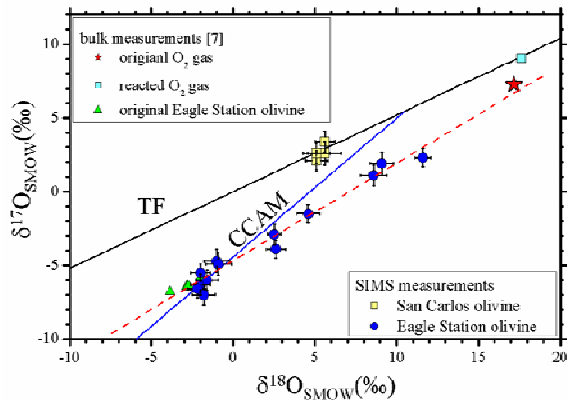 bulk measurements [7]
origianl O2 gas
reacted O2 gas
original Eagle Station olivine
TF
CCAM
SIMS measurements
San Carlos olivine
Eagle Station olivine
δ17OSMOW(‰)
10
5
0
-5
-10
-10
-5
0
5
10
15
20
δ18OSMOW(‰)